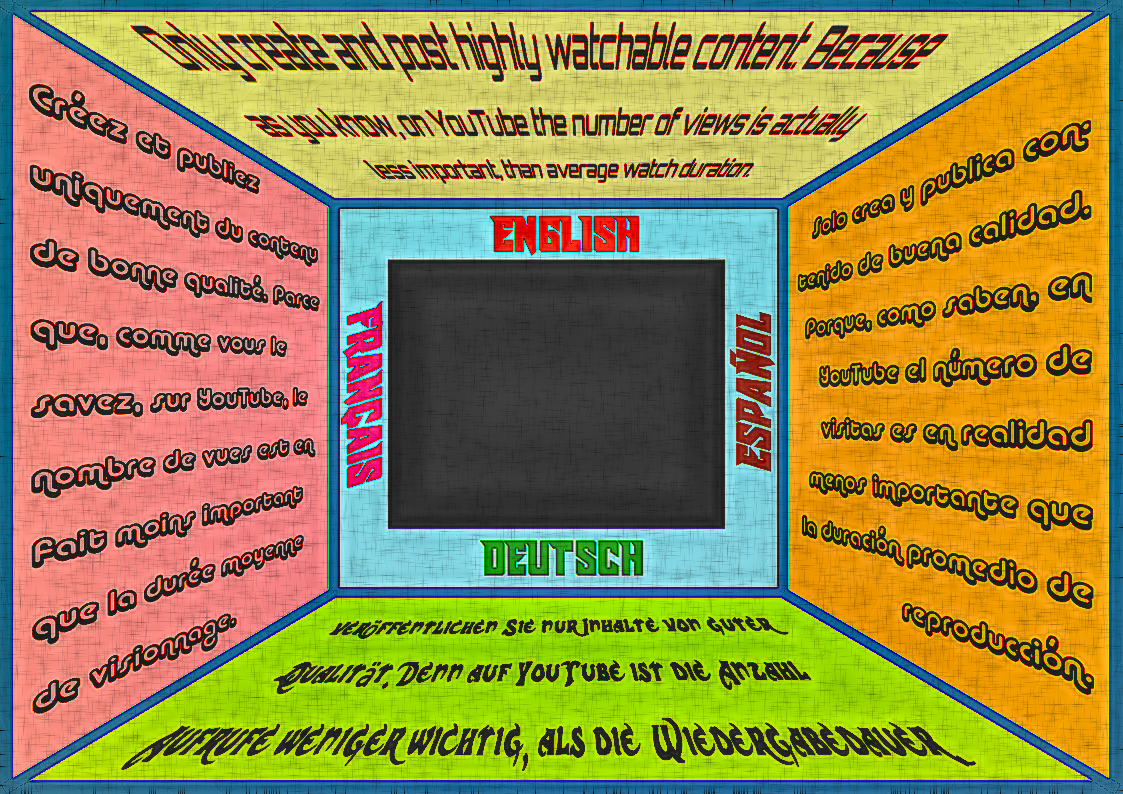 Only create and post highly watchable content. Because
as you know, on YouTube the number of views is actually
less important, than average watch duration.
Créez et publiez
uniquement du contenu
de bonne qualité. Parce
que, comme vous le
savez, sur YouTube, le
nombre de vues est en
fait moins important
que la durée moyenne
de visionnage.
ENGLISH
FRANÇAIS
ESPAÑOL
DEUTSCH
Solo crea y publica con-
tenido de buena calidad.
Porque, como saben, en
YouTube el número de
visitas es en realidad
menos importante que
la duración promedio de
reproducción.
Veröffentlichen Sie nur Inhalte von guter
Qualität. Denn auf YouTube ist die Anzahl
Aufrufe weniger wichtig, als die Wiedergabedauer